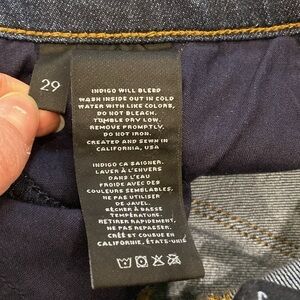 29
INDIGO WILL BLEED
WASH INSIDE OUT IN COLD
WATER WITH LIKE COLORS,
DO NOT BLEACH.
TUMBLE DRY LOW.
REMOVE PROMPTLY.
DO NOT IRON.
CREATED AND SEWN IN
CALIFORNIA, USA
INDIGO CA SAIGNER.
LAVER À L'ENVERS
DANS L'EAU
FROIDE AVEC DES
COULEURS SEMBLABLES,
NE PAS UTILISER
DE JAVEL.
SÉCHER À BASSE
TEMPÉRATURE.
RETIRER RAPIDEMENT,
NE PAS REPASSER.
CRÉÉ ET COUSUE EN
CALIFORNIE, ÉTATS-UNIS